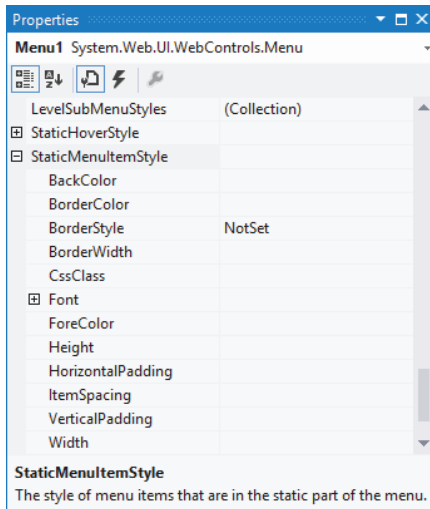 Properties
Menu1 System.Web.UI.WebControls.Menu
LevelSubMenuStyles (Collection)
StaticHoverStyle
StaticMenuItemStyle
BackColor
BorderColor
BorderStyle NotSet
BorderWidth
CssClass
Font
ForeColor
Height
HorizontalPadding
ItemSpacing
VerticalPadding
Width
StaticMenuItemStyle
The style of menu items that are in the static part of the menu.